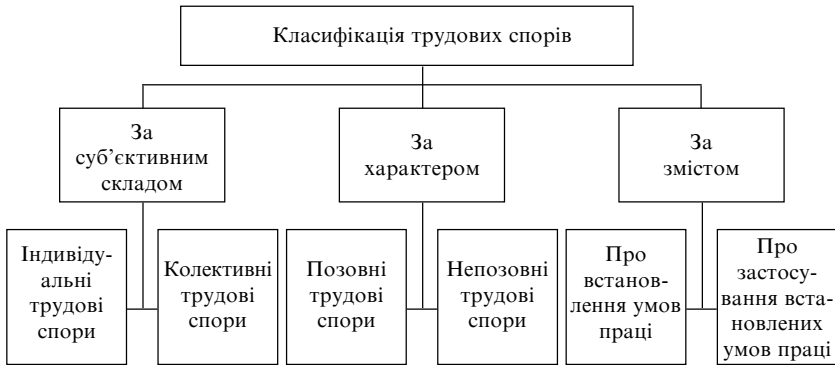 Класифікація трудових спорів
За
суб’єктивним
складом
За
характером
За
змістом
Індивіду-
альні
трудові
спори
Колективні
трудові
спори
Позовні
трудові
спори
Непозовні
трудові
спори
Про
встанов-
лення умов
праці
Про
застосу-
вання вста-
новлених
умов праці